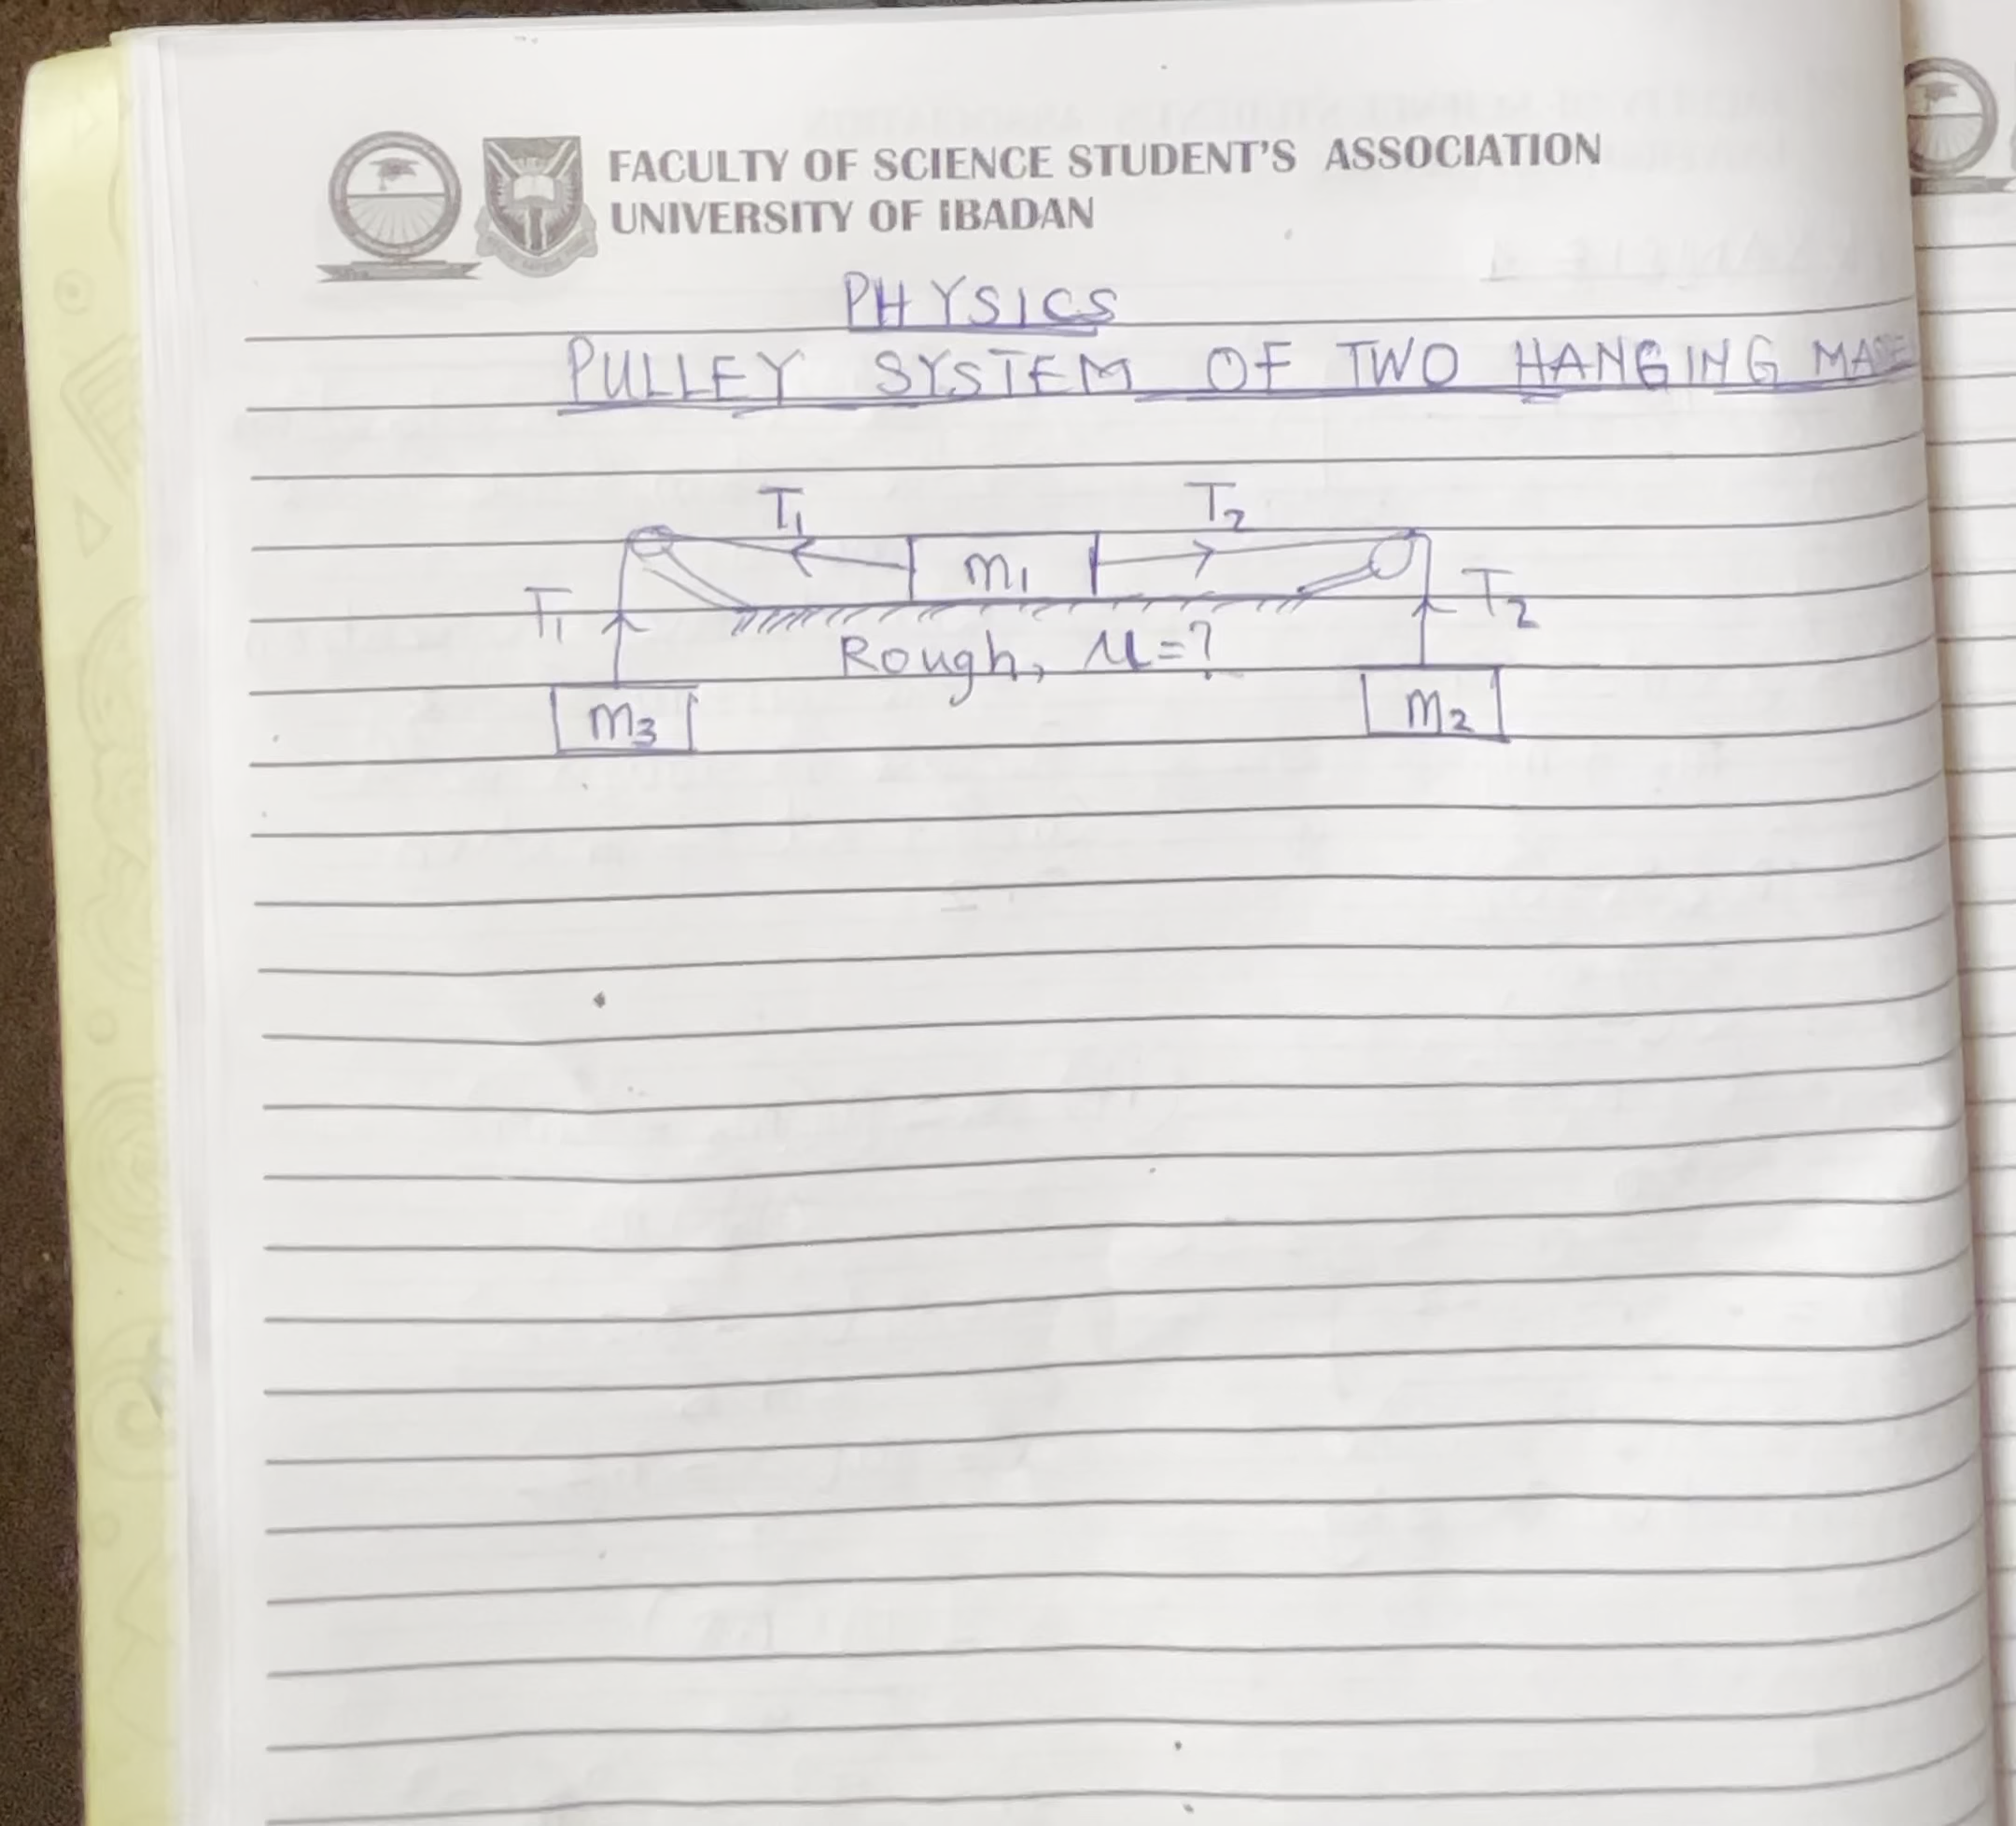 FACULTY OF SCIENCE STUDENT'S ASSOCIATION
UNIVERSITY OF IBADAN
PHYSICS
PULLEY SYSTEM OF TWO HANGING
T₁ T₂
m₁
T₁ T₂
Rough, μ=?
m₃ m₂